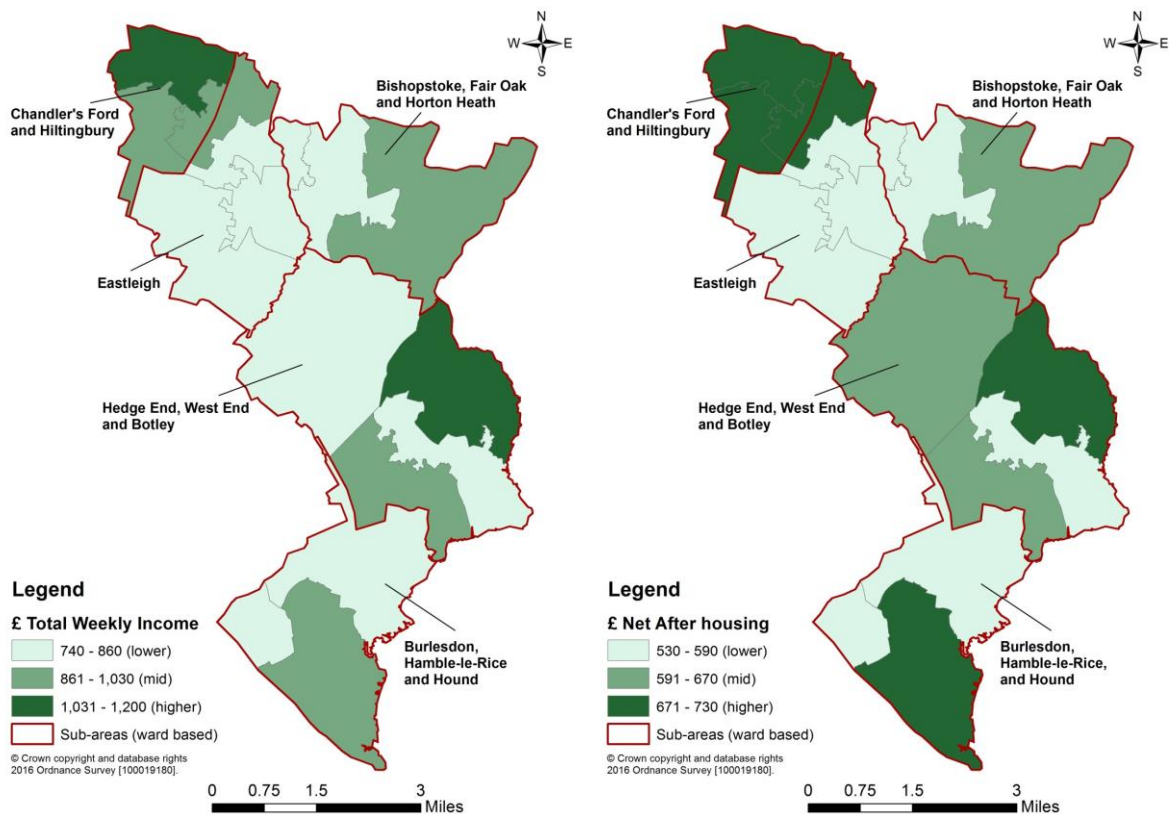 N
W E
S
Chandler's Ford
and Hiltingbury
Bishopstoke, Fair Oak
and Horton Heath
Eastleigh
Hedge End, West End
and Botley
Burlesdon,
Hamble-le-Rice
and Hound
Legend
£ Total Weekly Income
740 - 860 (lower)
861 - 1,030 (mid)
1,031 - 1,200 (higher)
Sub-areas (ward based)
© Crown copyright and database rights
2016 Ordnance Survey [100019180].
0 0.75 1.5 3
Miles
N
W E
S
Chandler's Ford
and Hiltingbury
Bishopstoke, Fair Oak
and Horton Heath
Eastleigh
Hedge End, West End
and Botley
Burlesdon,
Hamble-le-Rice,
and Hound
Legend
£ Net After housing
530 - 590 (lower)
591 - 670 (mid)
671 - 730 (higher)
Sub-areas (ward based)
© Crown copyright and database rights
2016 Ordnance Survey [100019180].
0 0.75 1.5 3
Miles